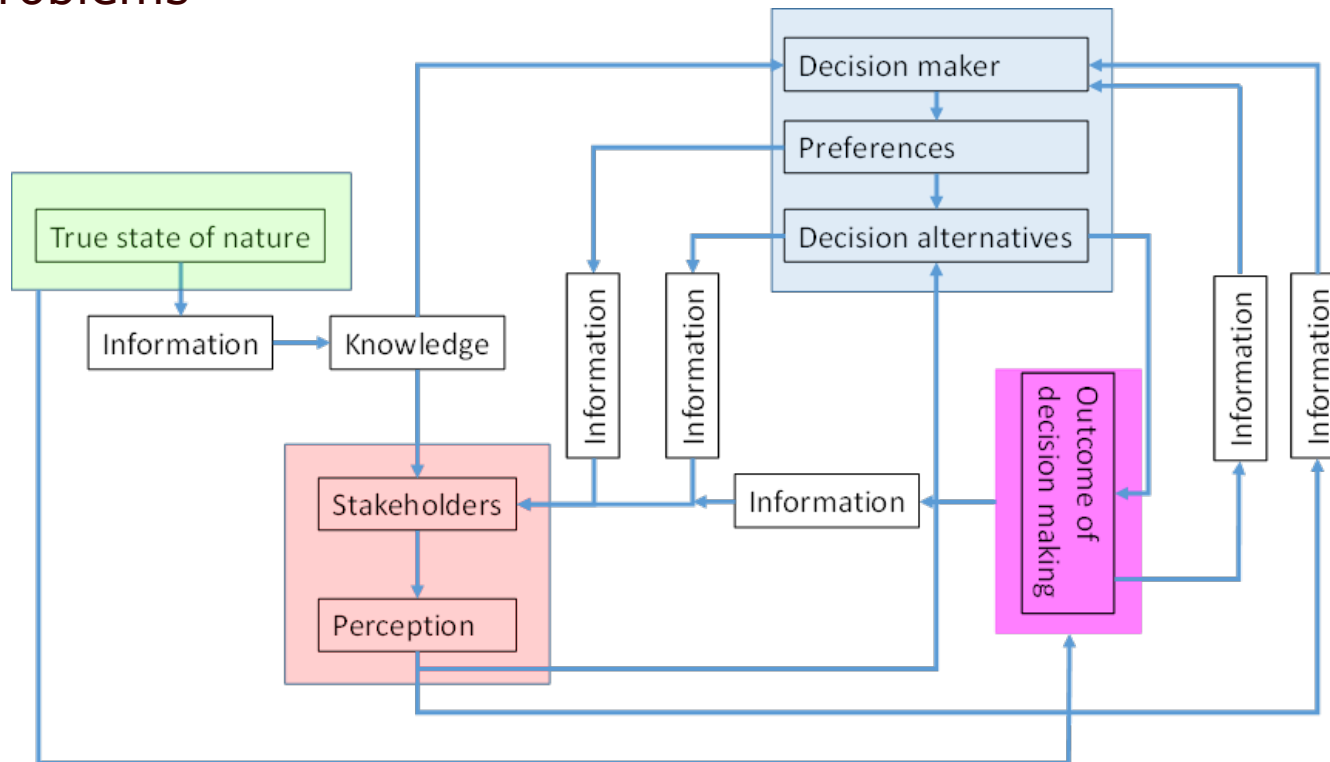 Decision maker
Preferences
True state of nature
Decision alternatives
Information
Knowledge
Information
Information
Information
Information
Outcome of
decision making
Stakeholders
Information
Perception